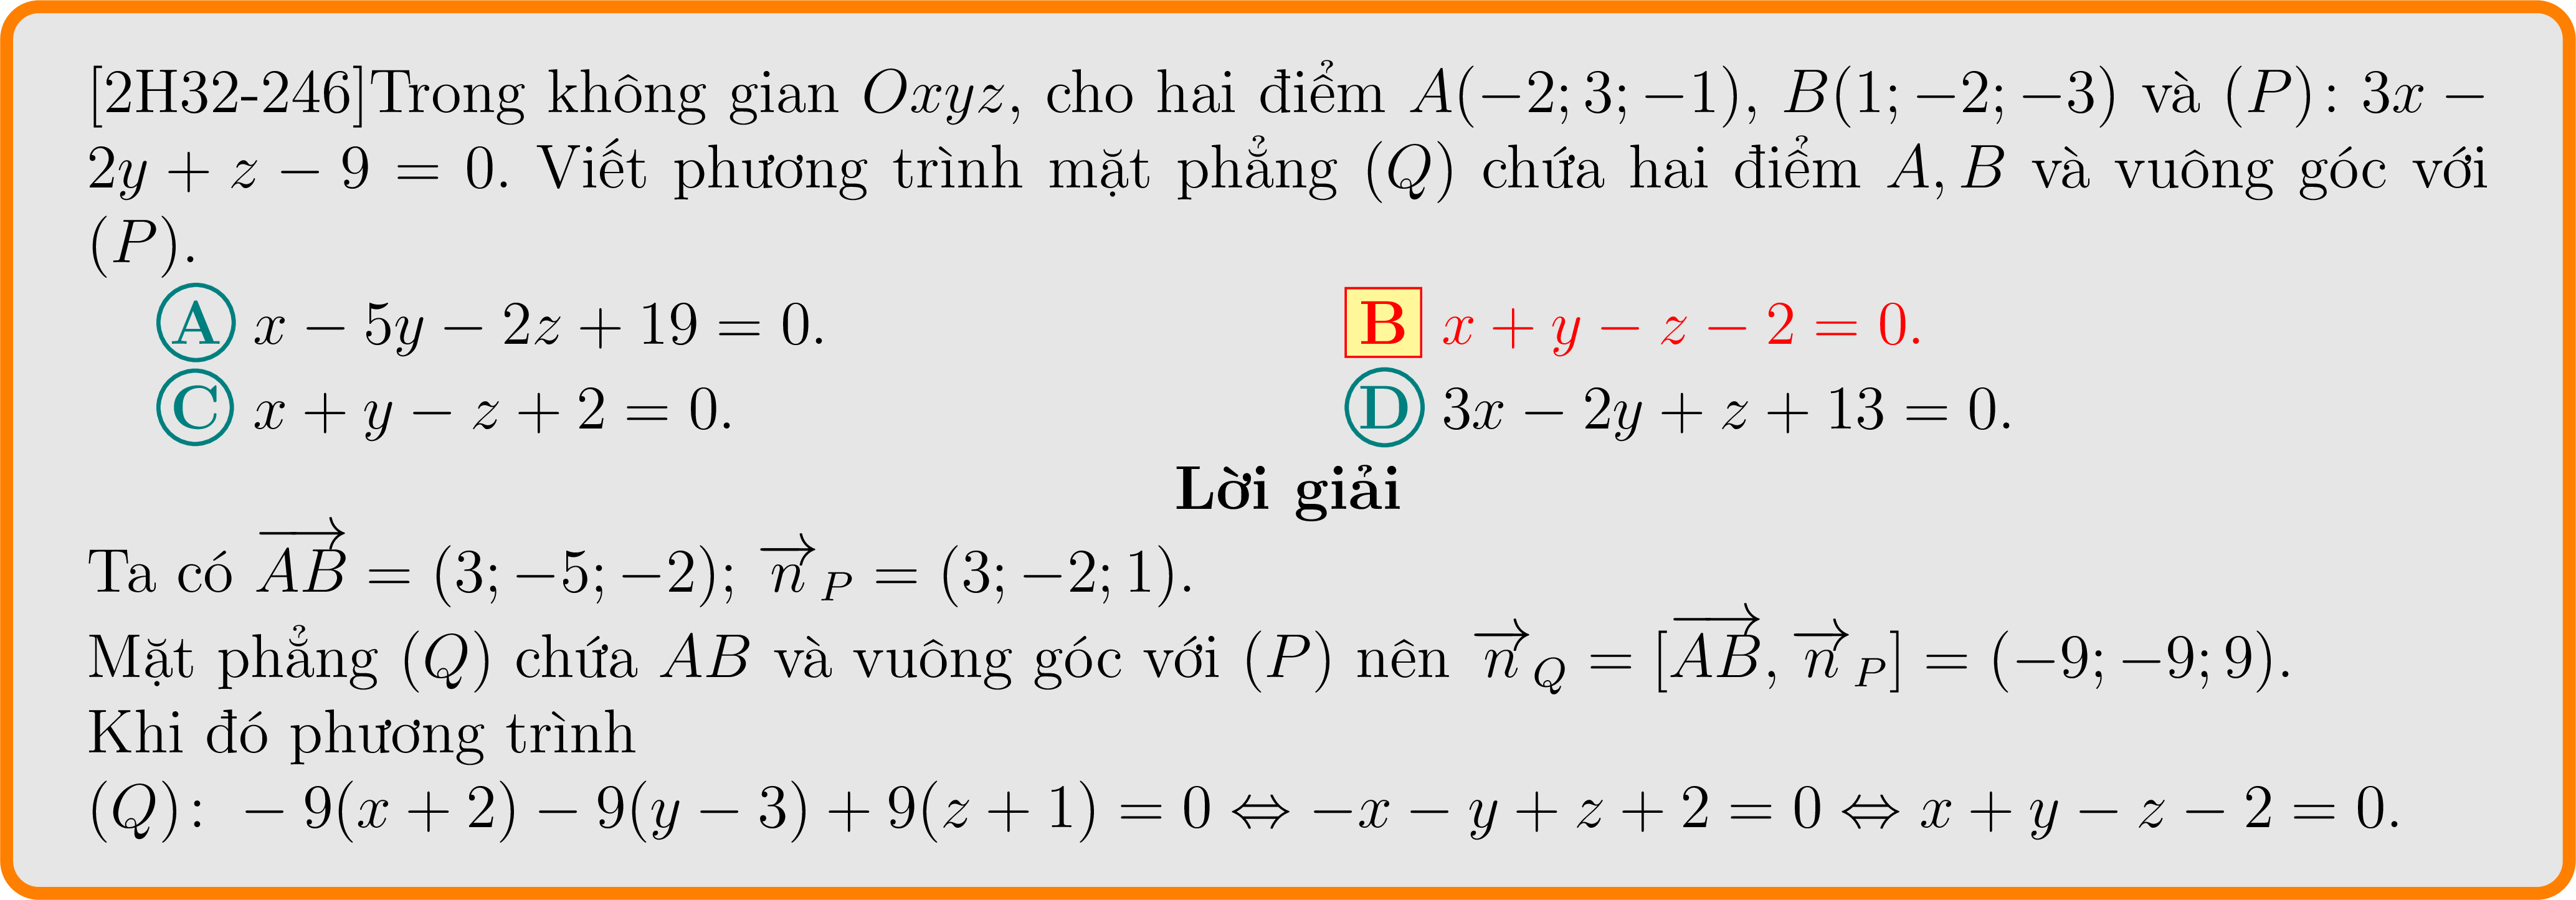 [2H32-246]Trong không gian Oxyz, cho hai điểm A(−2; 3; −1), B(1; −2; −3) và (P): 3x −
2y + z − 9 = 0. Viết phương trình mặt phẳng (Q) chứa hai điểm A, B và vuông góc với
(P).
A x − 5y − 2z + 19 = 0. B x + y − z − 2 = 0.
C x + y − z + 2 = 0. D 3x − 2y + z + 13 = 0.
Lời giải
Ta có \overrightarrow{AB} = (3; −5; −2); \overrightarrow{n}_P = (3; −2; 1).
Mặt phẳng (Q) chứa AB và vuông góc với (P) nên \overrightarrow{n}_Q = [\overrightarrow{AB}, \overrightarrow{n}_P] = (−9; −9; 9).
Khi đó phương trình
(Q): − 9(x + 2) − 9(y − 3) + 9(z + 1) = 0 ⇔ −x − y + z + 2 = 0 ⇔ x + y − z − 2 = 0.